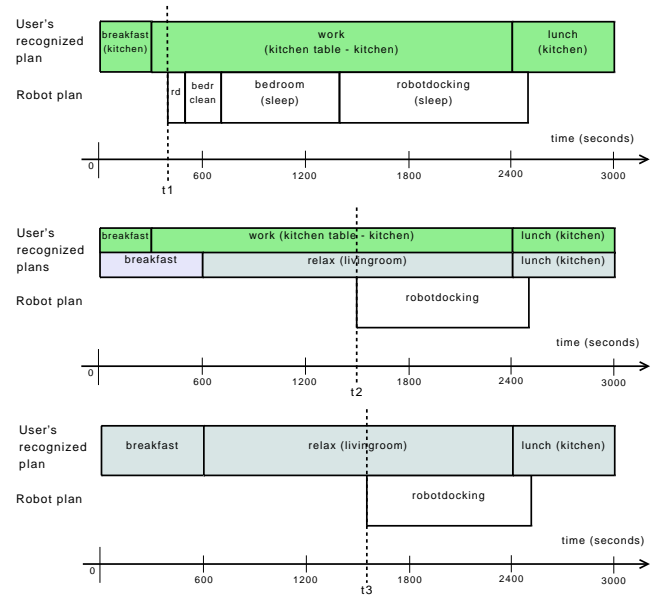 User's
recognized
plan
breakfast
(kitchen)
work
(kitchen table - kitchen)
lunch
(kitchen)
Robot plan
rd
bedr
clean
bedroom
(sleep)
robotdocking
(sleep)
time (seconds)
0
600
1200
1800
2400
3000
t1
User's
recognized
plans
breakfast
work (kitchen table - kitchen)
lunch (kitchen)
breakfast
relax (livingroom)
lunch (kitchen)
Robot plan
robotdocking
time (seconds)
0
600
1200
1800
2400
3000
t2
User's
recognized
plan
breakfast
relax (livingroom)
lunch (kitchen)
Robot plan
robotdocking
time (seconds)
0
600
1200
1800
2400
3000
t3